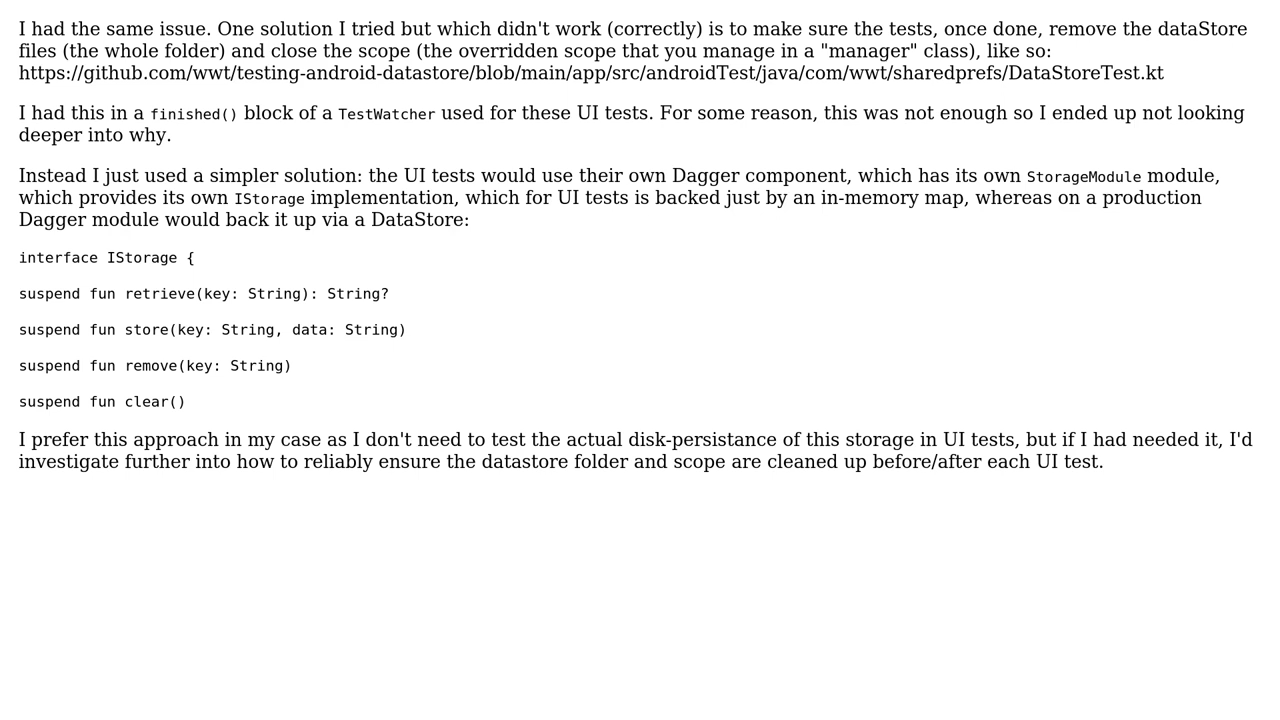 I had the same issue. One solution I tried but which didn't work (correctly) is to make sure the tests, once done, remove the dataStore
files (the whole folder) and close the scope (the overridden scope that you manage in a "manager" class), like so:
https://github.com/wwt/testing-android-datastore/blob/main/app/src/androidTest/java/com/wwt/sharedprefs/DataStoreTest.kt
I had this in a finished() block of a TestWatcher used for these UI tests. For some reason, this was not enough so I ended up not looking
deeper into why.
Instead I just used a simpler solution: the UI tests would use their own Dagger component, which has its own StorageModule module,
which provides its own IStorage implementation, which for UI tests is backed just by an in-memory map, whereas on a production
Dagger module would back it up via a DataStore:
interface IStorage {
suspend fun retrieve(key: String): String?
suspend fun store(key: String, data: String)
suspend fun remove(key: String)
suspend fun clear()
I prefer this approach in my case as I don't need to test the actual disk-persistance of this storage in UI tests, but if I had needed it, I'd
investigate further into how to reliably ensure the datastore folder and scope are cleaned up before/after each UI test.